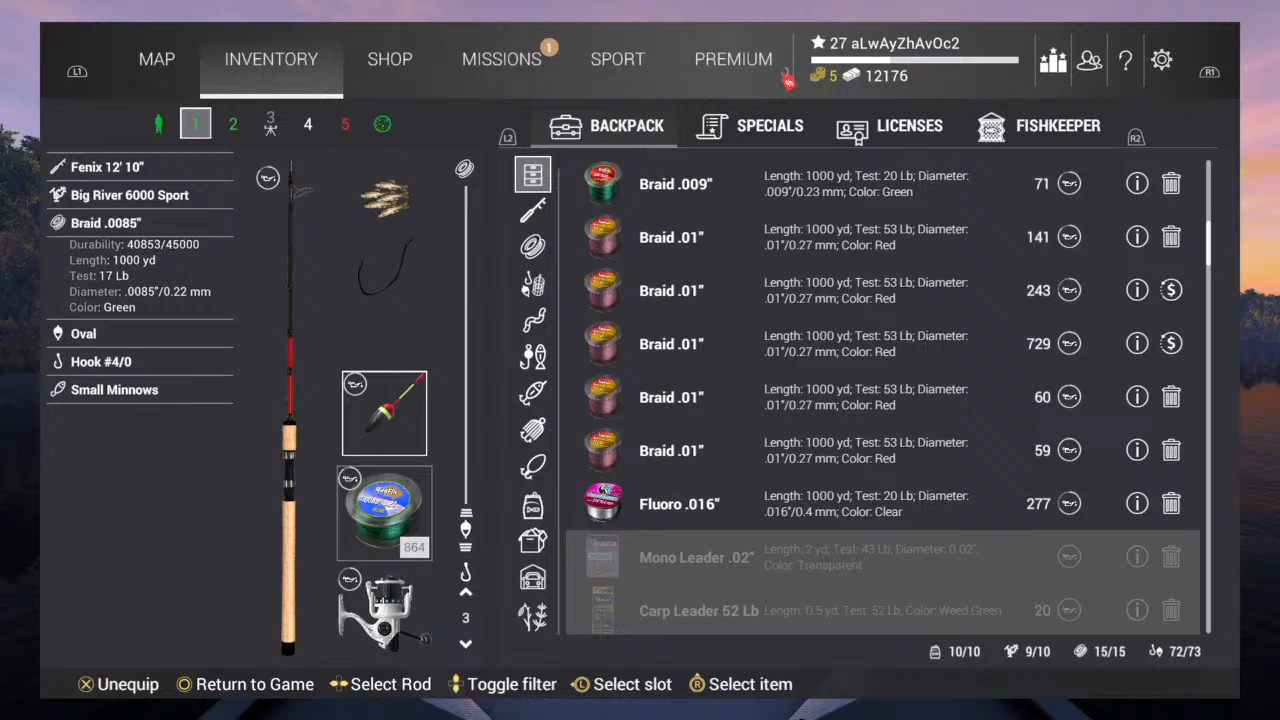 L1
MAP
INVENTORY
SHOP
MISSIONS
1
SPORT
PREMIUM
27 aLwAyZhAvOc2
5 12176
?
R1
1 2 3 4 5
L2
BACKPACK
SPECIALS
LICENSES
FISHKEEPER
R2
Fenix 12' 10"
Big River 6000 Sport
Braid .0085"
Durability: 40853/45000
Length: 1000 yd
Test: 17 Lb
Diameter: .0085"/0.22 mm
Color: Green
Oval
Hook #4/0
Small Minnows
864
3
Braid .009"
Length: 1000 yd; Test: 20 Lb; Diameter:
.009"/0.23 mm; Color: Green
71
Braid .01"
Length: 1000 yd; Test: 53 Lb; Diameter:
.01"/0.27 mm; Color: Red
141
Braid .01"
Length: 1000 yd; Test: 53 Lb; Diameter:
.01"/0.27 mm; Color: Red
243
Braid .01"
Length: 1000 yd; Test: 53 Lb; Diameter:
.01"/0.27 mm; Color: Red
729
Braid .01"
Length: 1000 yd; Test: 53 Lb; Diameter:
.01"/0.27 mm; Color: Red
60
Braid .01"
Length: 1000 yd; Test: 53 Lb; Diameter:
.01"/0.27 mm; Color: Red
59
Fluoro .016"
Length: 1000 yd; Test: 20 Lb; Diameter:
.016"/0.4 mm; Color: Clear
277
Mono Leader .02"
Length: 2 yd; Test: 43 Lb; Diameter: 0.02";
Color: Transparent
Carp Leader 52 Lb
Length: 0.5 yd; Test: 52 Lb; Color: Weed Green
20
10/10 9/10 15/15 72/73
Unequip
Return to Game
Select Rod
Toggle filter
L Select slot
R Select item